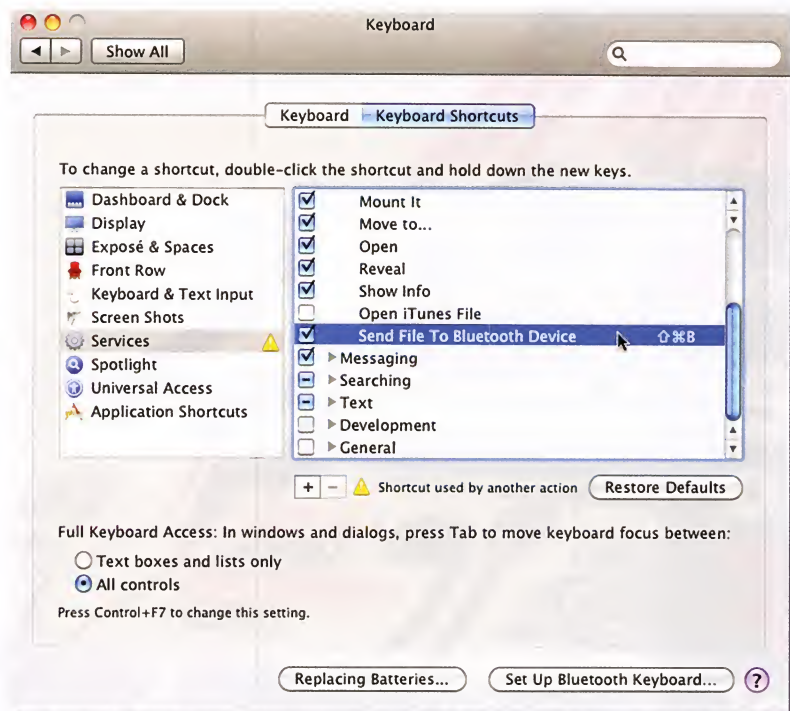 Keyboard
Show All
Keyboard Keyboard Shortcuts
To change a shortcut, double-click the shortcut and hold down the new keys.
Dashboard & Dock
Display
Exposé & Spaces
Front Row
Keyboard & Text Input
Screen Shots
Services
Spotlight
Universal Access
Application Shortcuts
Mount It
Move to...
Open
Reveal
Show Info
Open iTunes File
Send File To Bluetooth Device ⇧⌘B
Messaging
Searching
Text
Development
General
+ − Shortcut used by another action Restore Defaults
Full Keyboard Access: In windows and dialogs, press Tab to move keyboard focus between:
Text boxes and lists only
All controls
Press Control+F7 to change this setting.
Replacing Batteries... Set Up Bluetooth Keyboard... ?